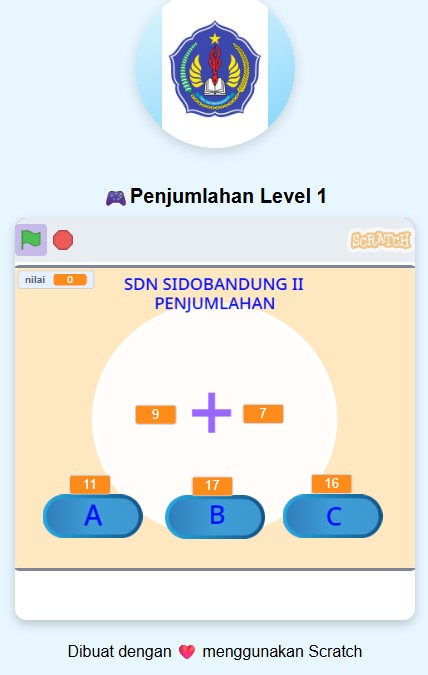 Penjumlahan Level 1
SCRATCH
nilai 0
SDN SIDOBANDUNG II
PENJUMLAHAN
9 + 7
11 17 16
A B C
Dibuat dengan ❤️ menggunakan Scratch